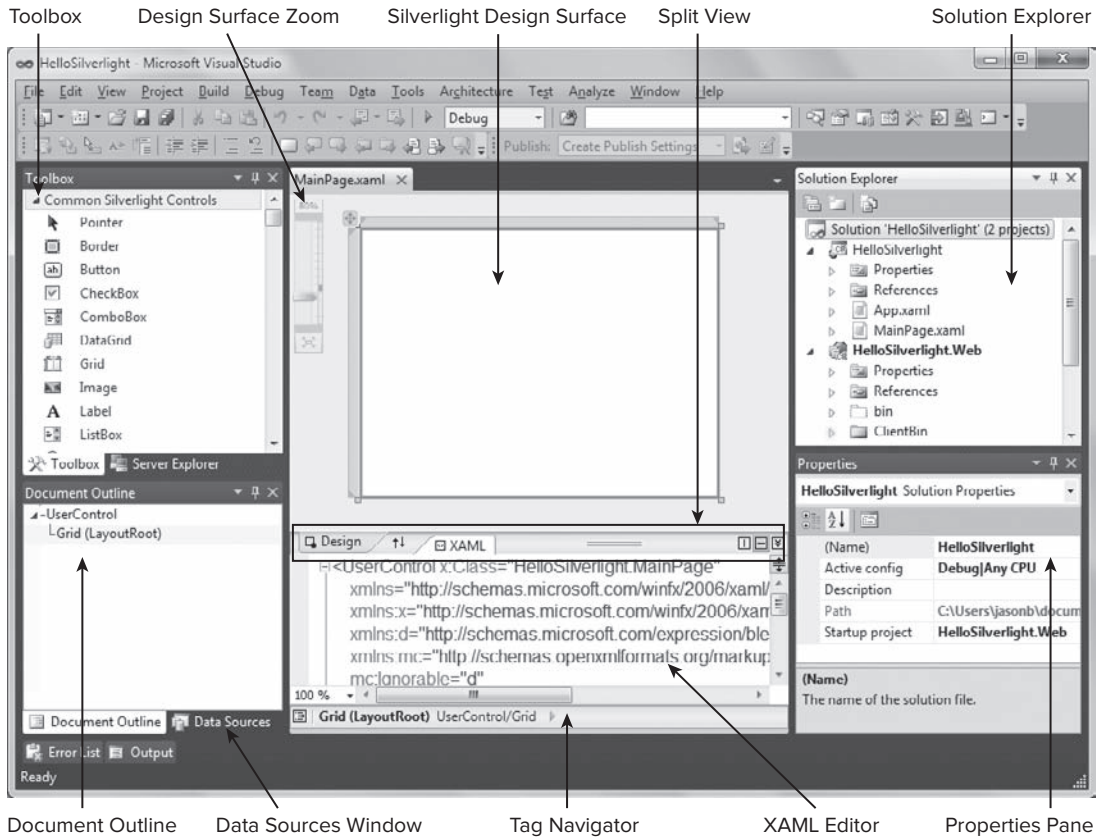 Toolbox Design Surface Zoom Silverlight Design Surface Split View Solution Explorer
HelloSilverlight - Microsoft Visual Studio
File Edit View Project Build Debug Team Data Tools Architecture Test Analyze Window Help
Debug
Publish: Create Publish Settings
Toolbox
Common Silverlight Controls
Pointer
Border
Button
CheckBox
ComboBox
DataGrid
Grid
Image
Label
ListBox
Toolbox Server Explorer
Document Outline
UserControl
Grid (LayoutRoot)
Document Outline Data Sources
MainPage.xaml
Design XAML
<UserControl x:Class="HelloSilverlight.MainPage"
xmlns="http://schemas.microsoft.com/winfx/2006/xaml/
xmlns:x="http://schemas.microsoft.com/winfx/2006/xam
xmlns:d="http://schemas.microsoft.com/expression/ble
xmlns:mc="http://schemas.openxmlformats.org/markup
mc:Ignorable="d"
100 %
Grid (LayoutRoot) UserControl/Grid
Solution Explorer
Solution 'HelloSilverlight' (2 projects)
HelloSilverlight
Properties
References
App.xaml
MainPage.xaml
HelloSilverlight.Web
Properties
References
bin
ClientBin
Properties
HelloSilverlight Solution Properties
(Name) HelloSilverlight
Active config Debug|Any CPU
Description
Path C:\Users\jasonb\docum
Startup project HelloSilverlight.Web
(Name)
The name of the solution file.
Error List Output
Ready
Document Outline Data Sources Window Tag Navigator XAML Editor Properties Pane